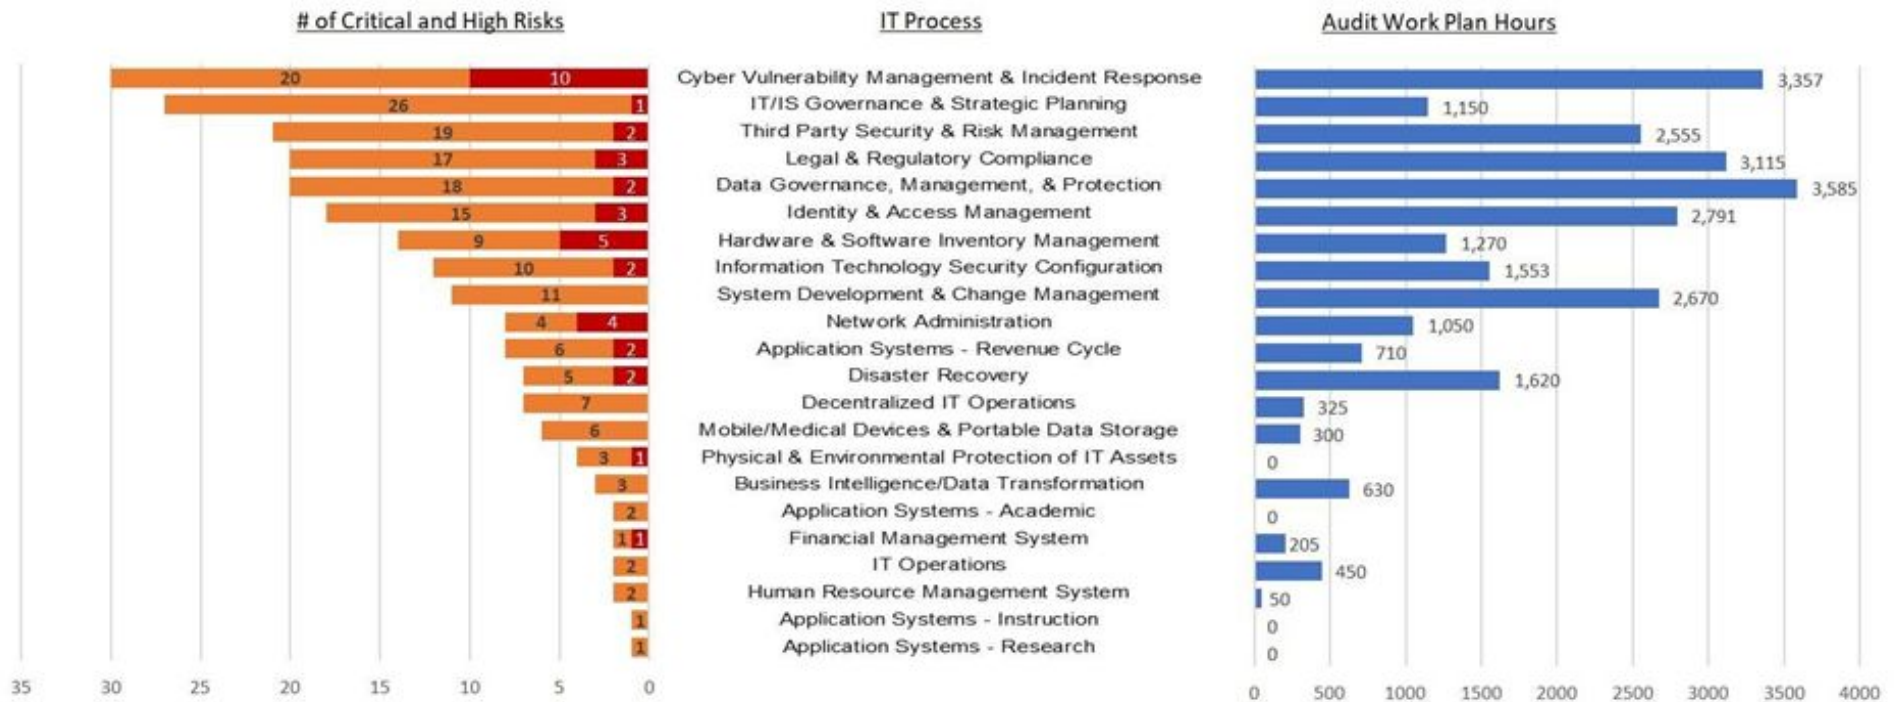 # of Critical and High Risks IT Process Audit Work Plan Hours
20 10 Cyber Vulnerability Management & Incident Response 3,357
26 1 IT/IS Governance & Strategic Planning 1,150
19 2 Third Party Security & Risk Management 2,555
17 3 Legal & Regulatory Compliance 3,115
18 2 Data Governance, Management, & Protection 3,585
15 3 Identity & Access Management 2,791
9 5 Hardware & Software Inventory Management 1,270
10 2 Information Technology Security Configuration 1,553
11 System Development & Change Management 2,670
4 4 Network Administration 1,050
6 2 Application Systems - Revenue Cycle 710
5 2 Disaster Recovery 1,620
7 Decentralized IT Operations 325
6 Mobile/Medical Devices & Portable Data Storage 300
3 1 Physical & Environmental Protection of IT Assets 0
3 Business Intelligence/Data Transformation 630
2 Application Systems - Academic 0
1 1 Financial Management System 205
2 IT Operations 450
2 Human Resource Management System 50
1 Application Systems - Instruction 0
1 Application Systems - Research 0
35 30 25 20 15 10 5 0 0 500 1000 1500 2000 2500 3000 3500 4000